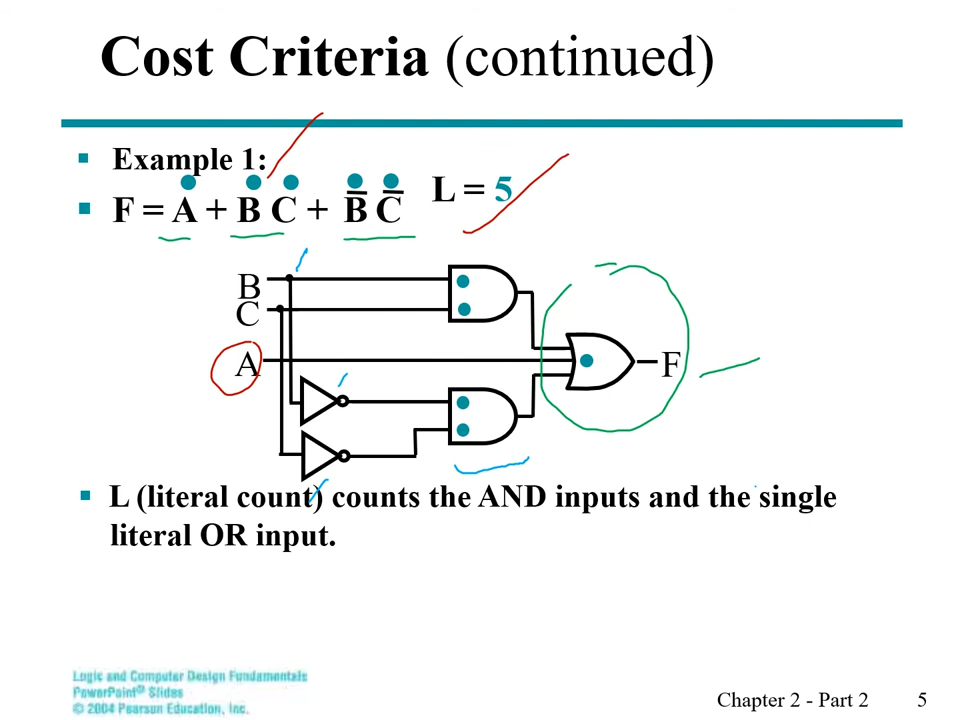 Cost Criteria (continued)
Example 1:
F = A + B C + B̅ C̅ L = 5
B
C
A
F
L (literal count) counts the AND inputs and the single
literal OR input.
Logic and Computer Design Fundamentals
PowerPoint® Slides
© 2004 Pearson Education, Inc.
Chapter 2 - Part 2 5